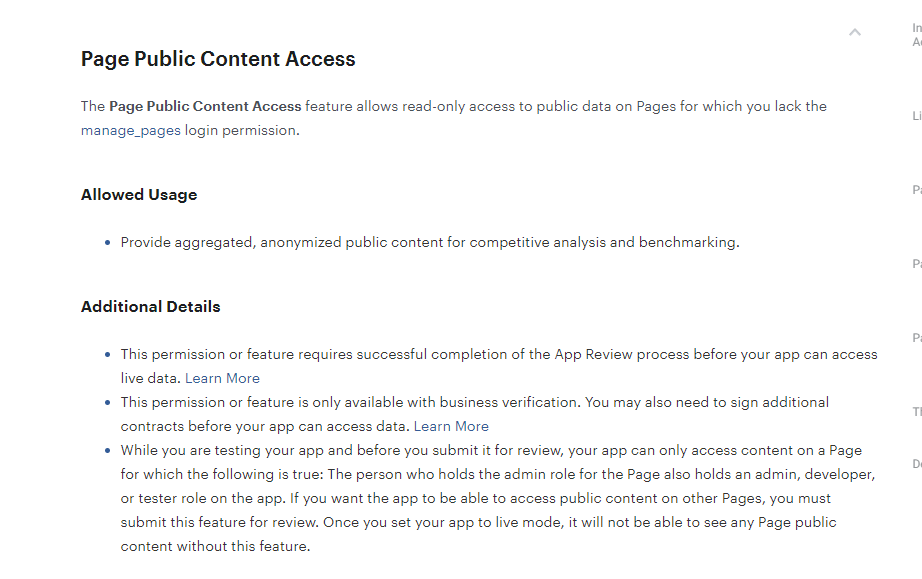 Page Public Content Access
The Page Public Content Access feature allows read-only access to public data on Pages for which you lack the
manage_pages login permission.
Allowed Usage
Provide aggregated, anonymized public content for competitive analysis and benchmarking.
Additional Details
This permission or feature requires successful completion of the App Review process before your app can access
live data. Learn More
This permission or feature is only available with business verification. You may also need to sign additional
contracts before your app can access data. Learn More
While you are testing your app and before you submit it for review, your app can only access content on a Page
for which the following is true: The person who holds the admin role for the Page also holds an admin, developer,
or tester role on the app. If you want the app to be able to access public content on other Pages, you must
submit this feature for review. Once you set your app to live mode, it will not be able to see any Page public
content without this feature.